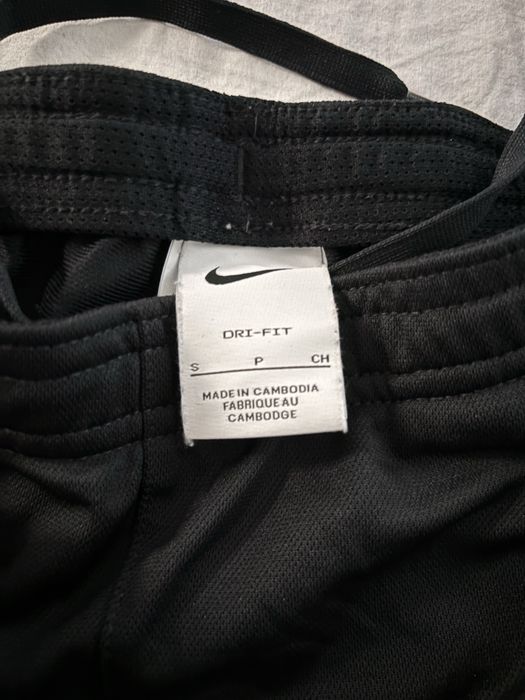 DRI-FIT
S P CH
MADE IN CAMBODIA
FABRIQUE AU
CAMBODGE